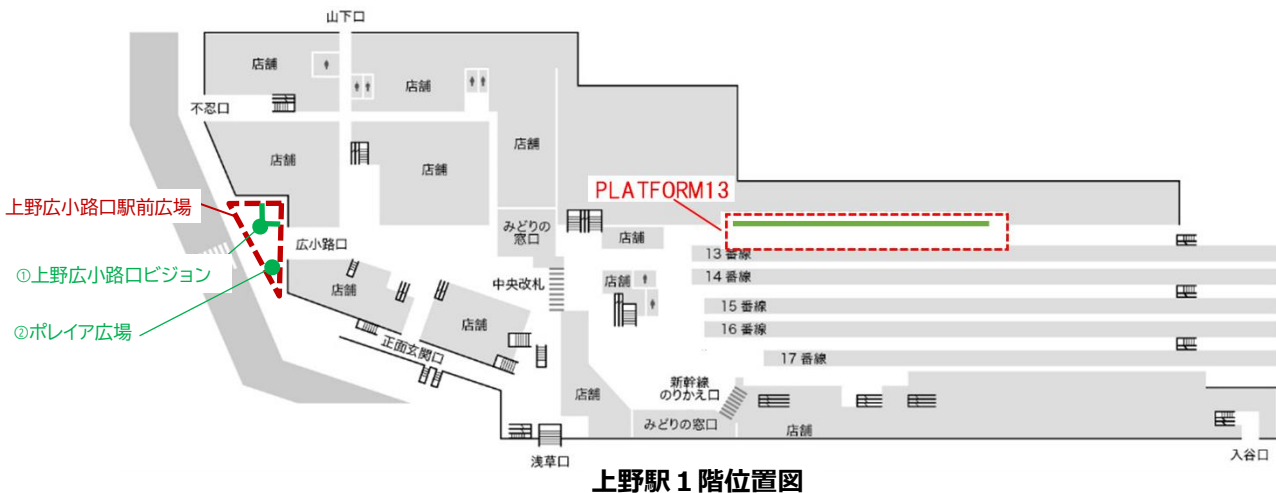 山下口
店舗
店舗
不忍口
店舗
店舗
店舗
上野広小路口駅前広場
PLATFORM13
みどりの
窓口
店舗
広小路口
13 番線
①上野広小路口ビジョン
14 番線
中央改札
店舗
店舗
15 番線
②ポレイア広場
店舗
16 番線
正面玄関口
17 番線
新幹線
のりかえ口
店舗
みどりの窓口
店舗
浅草口
入谷口
上野駅1階位置図